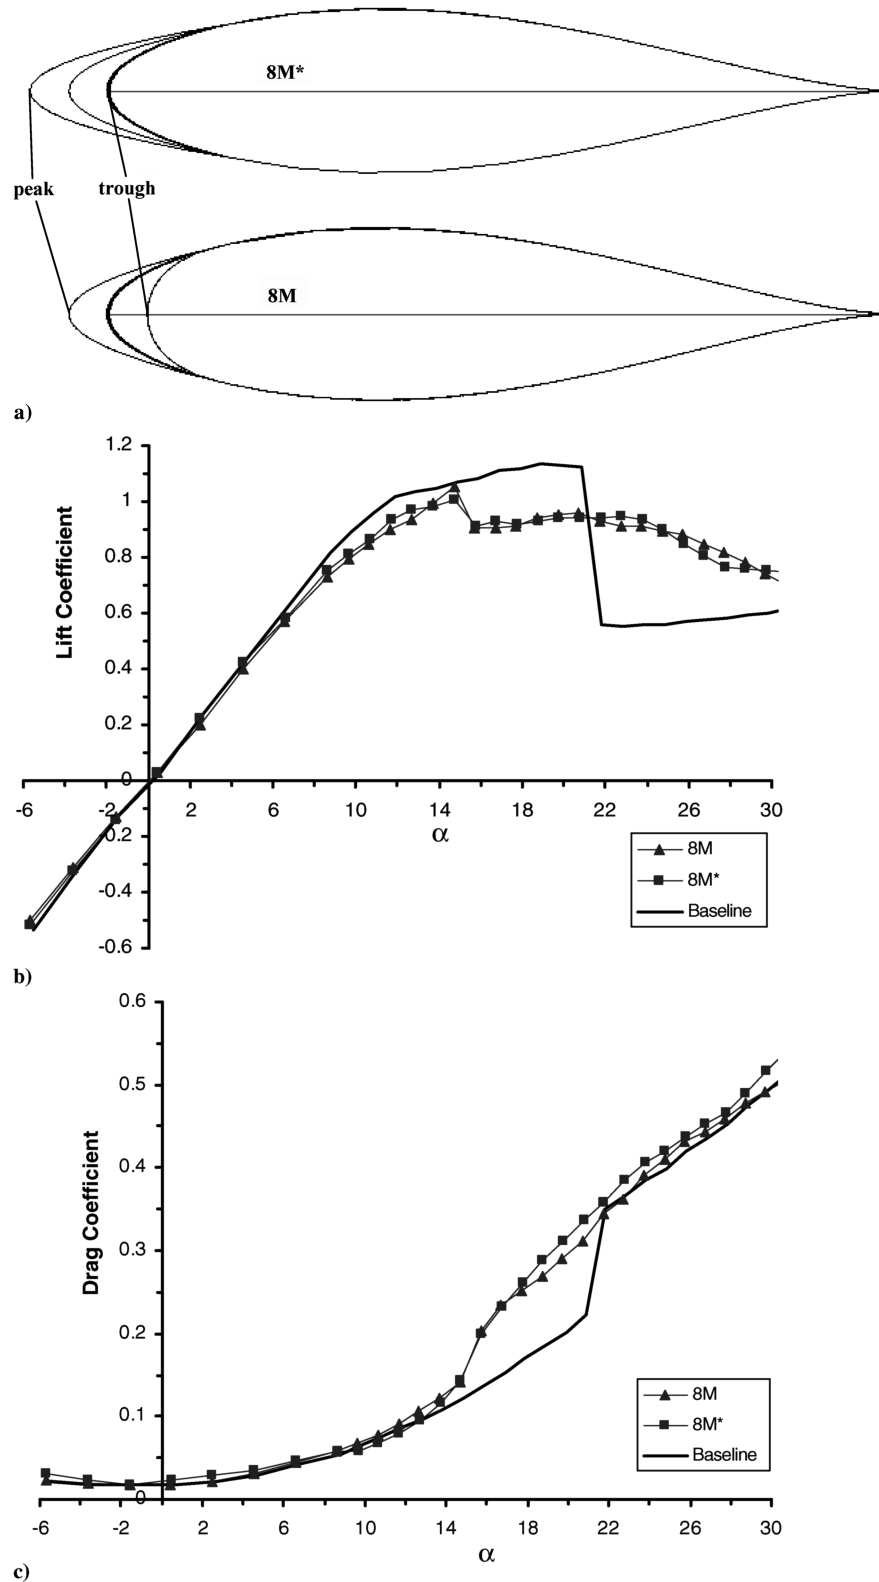 8M*
peak trough
8M
a)
1.2
1
0.8
0.6
0.4
0.2
0
-0.2
-0.4
-0.6
Lift Coefficient
-6 -2 2 6 10 14 18 22 26 30
α
8M
8M*
Baseline
b)
0.6
0.5
0.4
0.3
0.2
0.1
0
Drag Coefficient
-6 -2 2 6 10 14 18 22 26 30
α
8M
8M*
Baseline
c)